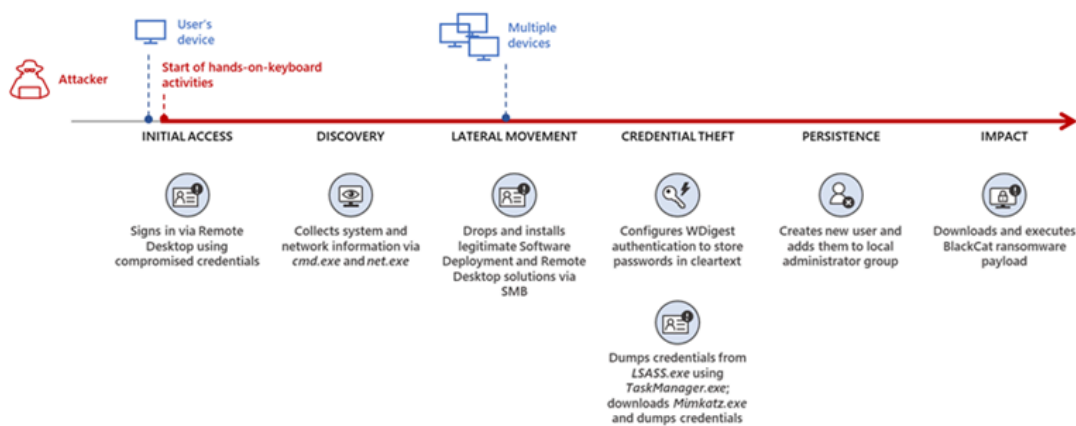 User's
device
Multiple
devices
Attacker
Start of hands-on-keyboard
activities
INITIAL ACCESS
DISCOVERY
LATERAL MOVEMENT
CREDENTIAL THEFT
PERSISTENCE
IMPACT
Signs in via Remote
Desktop using
compromised credentials
Collects system and
network information via
cmd.exe and net.exe
Drops and installs
legitimate Software
Deployment and Remote
Desktop solutions via
SMB
Configures WDigest
authentication to store
passwords in cleartext
Creates new user and
adds them to local
administrator group
Downloads and executes
BlackCat ransomware
payload
Dumps credentials from
LSASS.exe using
TaskManager.exe;
downloads Mimkatz.exe
and dumps credentials